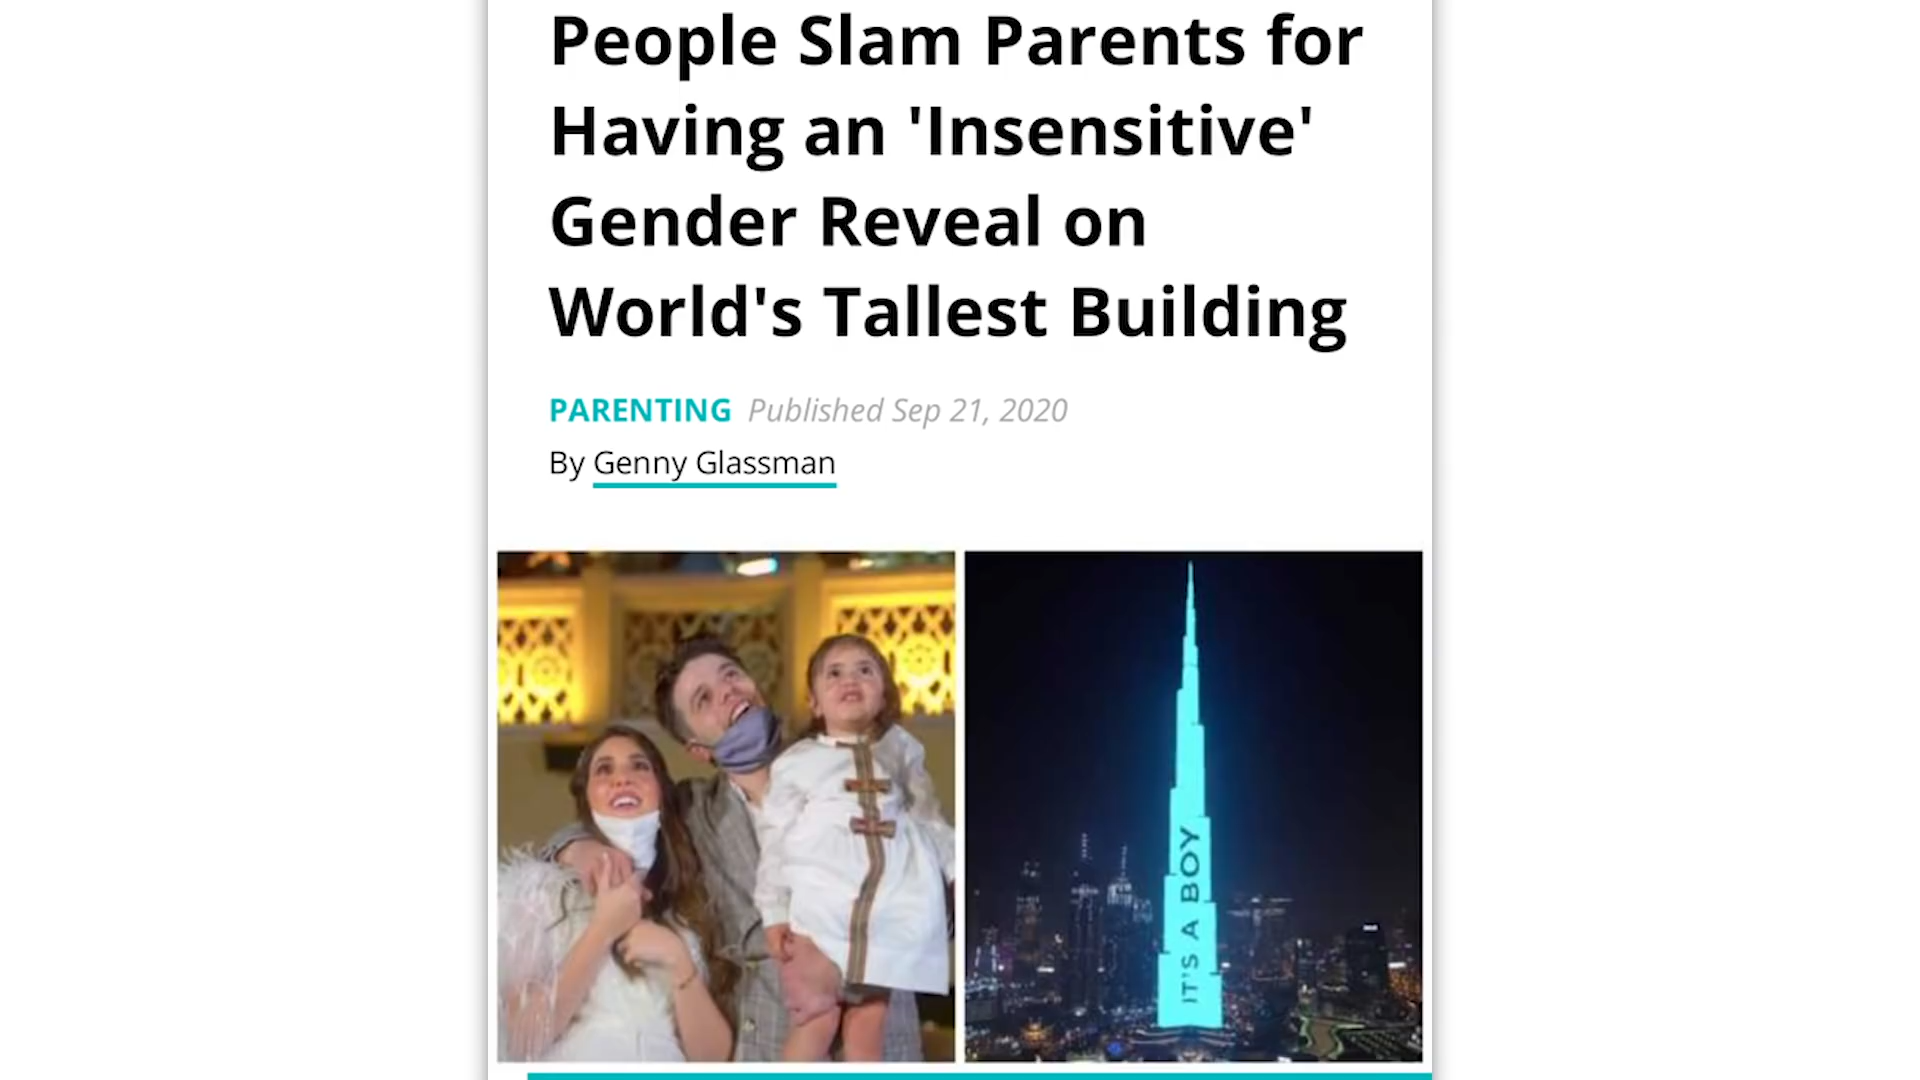 People Slam Parents for
Having an 'Insensitive'
Gender Reveal on
World's Tallest Building
PARENTING Published Sep 21, 2020
By Genny Glassman
IT'S A BOY